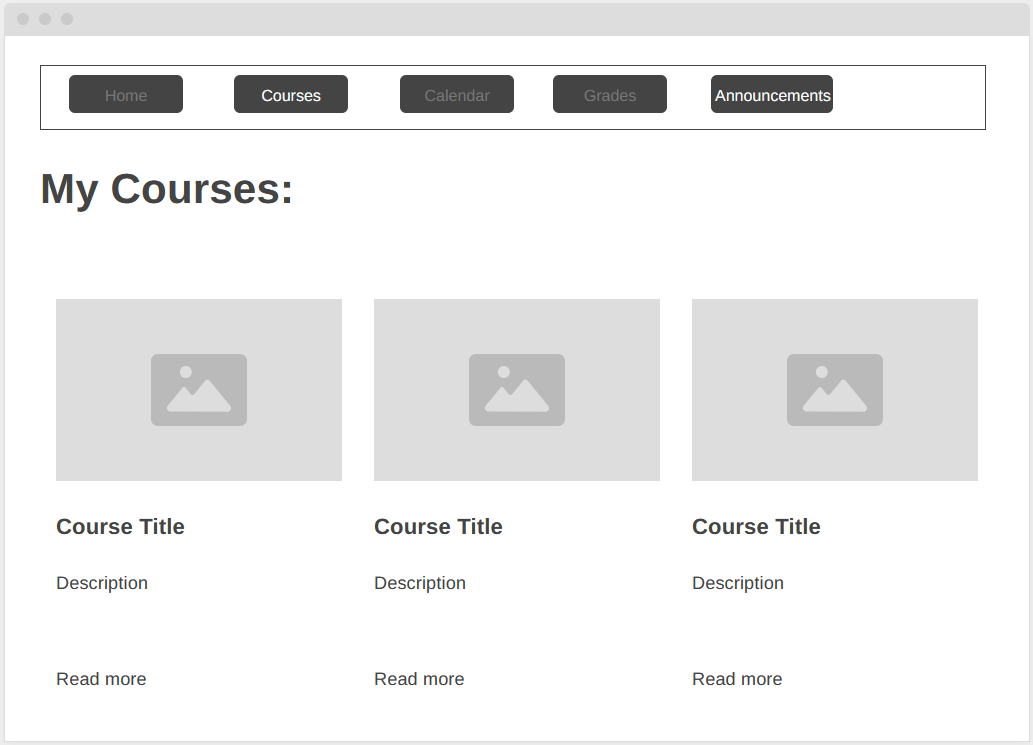 Home Courses Calendar Grades Announcements
My Courses:
Course Title Course Title Course Title
Description Description Description
Read more Read more Read more